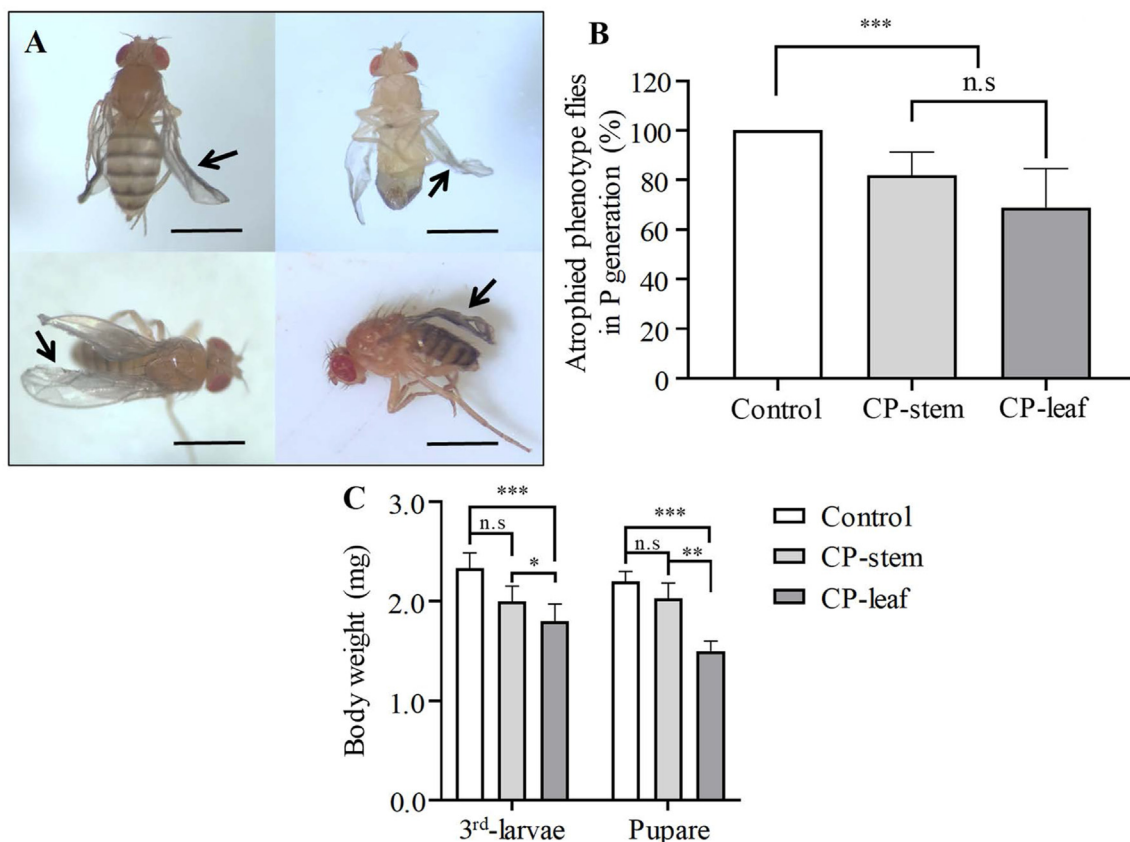 A
B
***
n.s
120
100
80
60
40
20
0
Atrophied phenotype flies
in P generation (%)
Control
CP-stem
CP-leaf
C
3.0
2.0
1.0
0.0
Body weight (mg)
***
n.s
*
***
n.s
**
3rd-larvae
Pupare
Control
CP-stem
CP-leaf